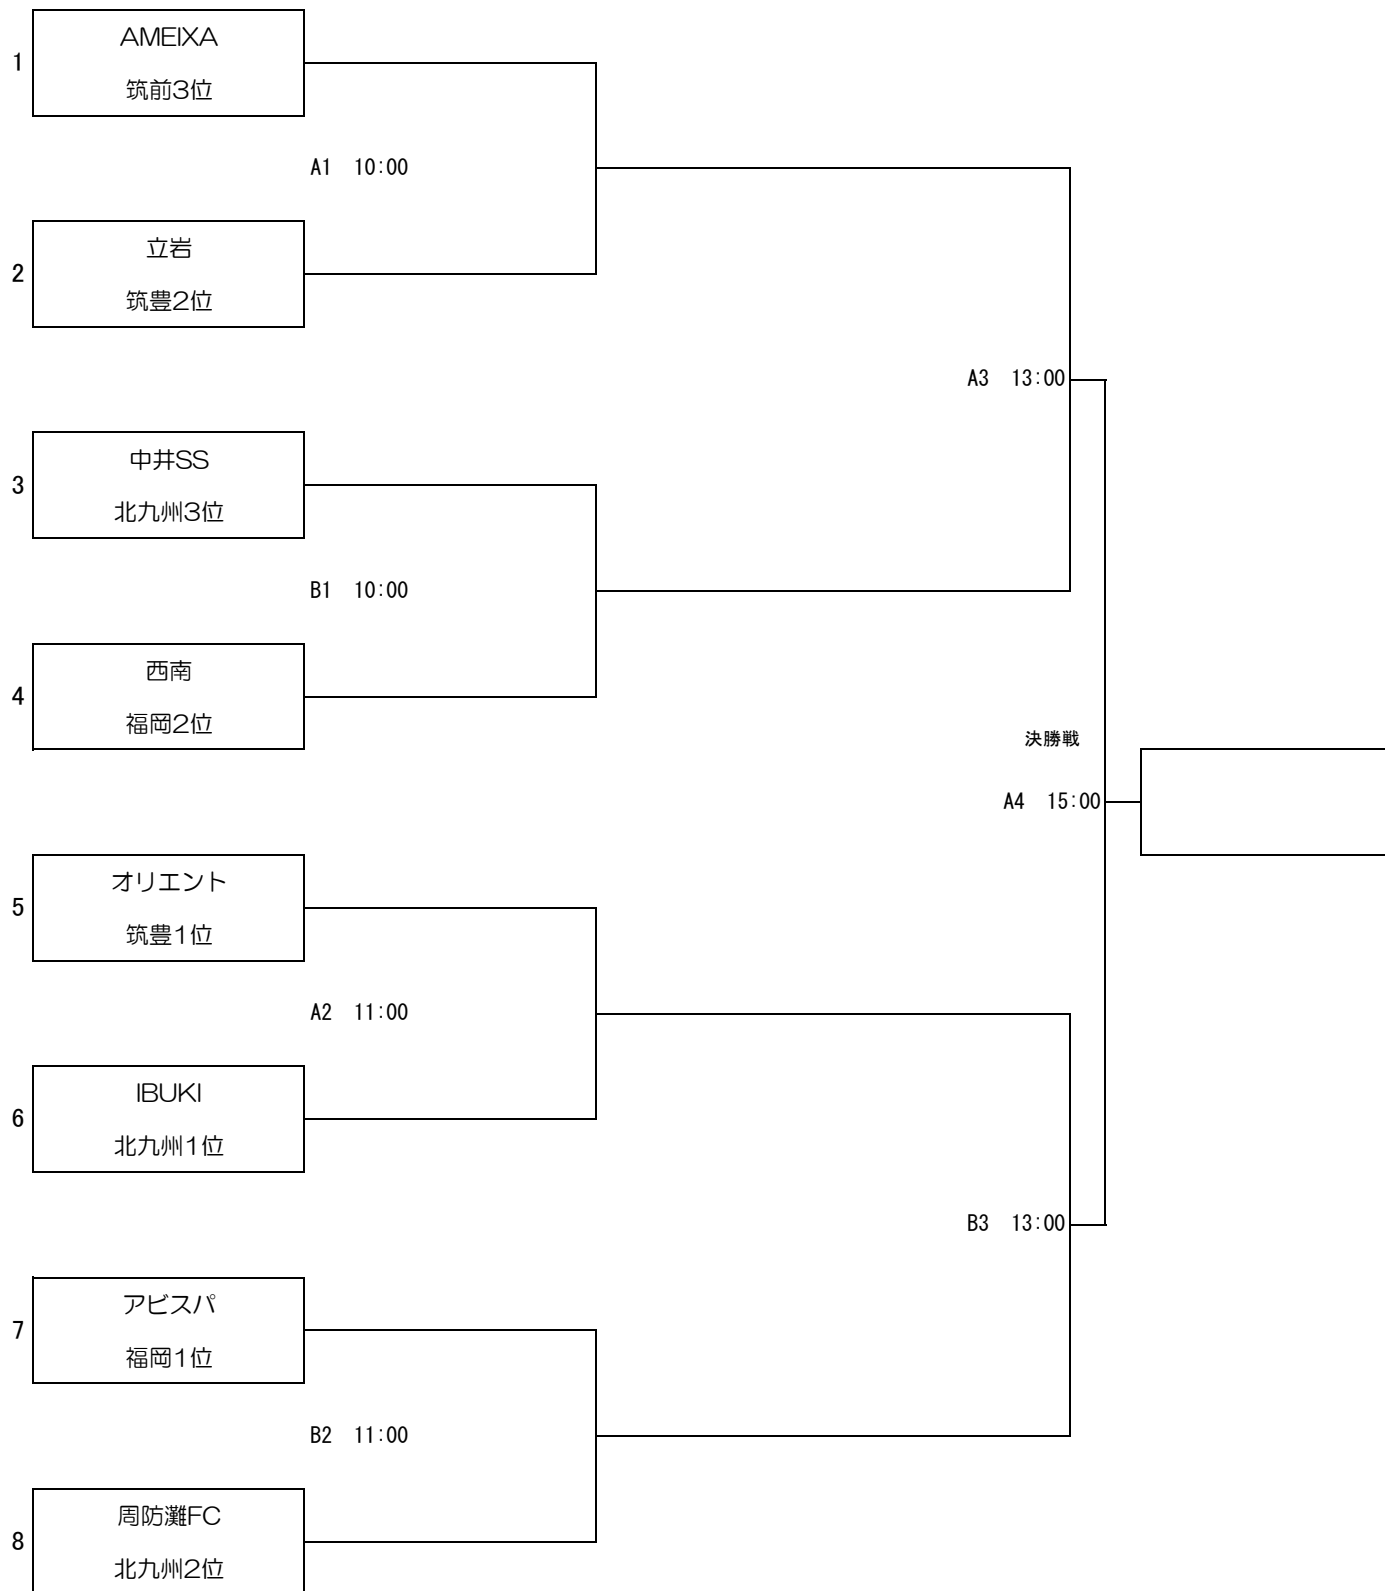 AMEIXA
1
筑前3位
A1 10:00
立岩
2
筑豊2位
A3 13:00
中井SS
3
北九州3位
B1 10:00
西南
4
福岡2位
決勝戦
A4 15:00
オリエント
5
筑豊1位
A2 11:00
IBUKI
6
北九州1位
B3 13:00
アビスパ
7
福岡1位
B2 11:00
周防灘FC
8
北九州2位